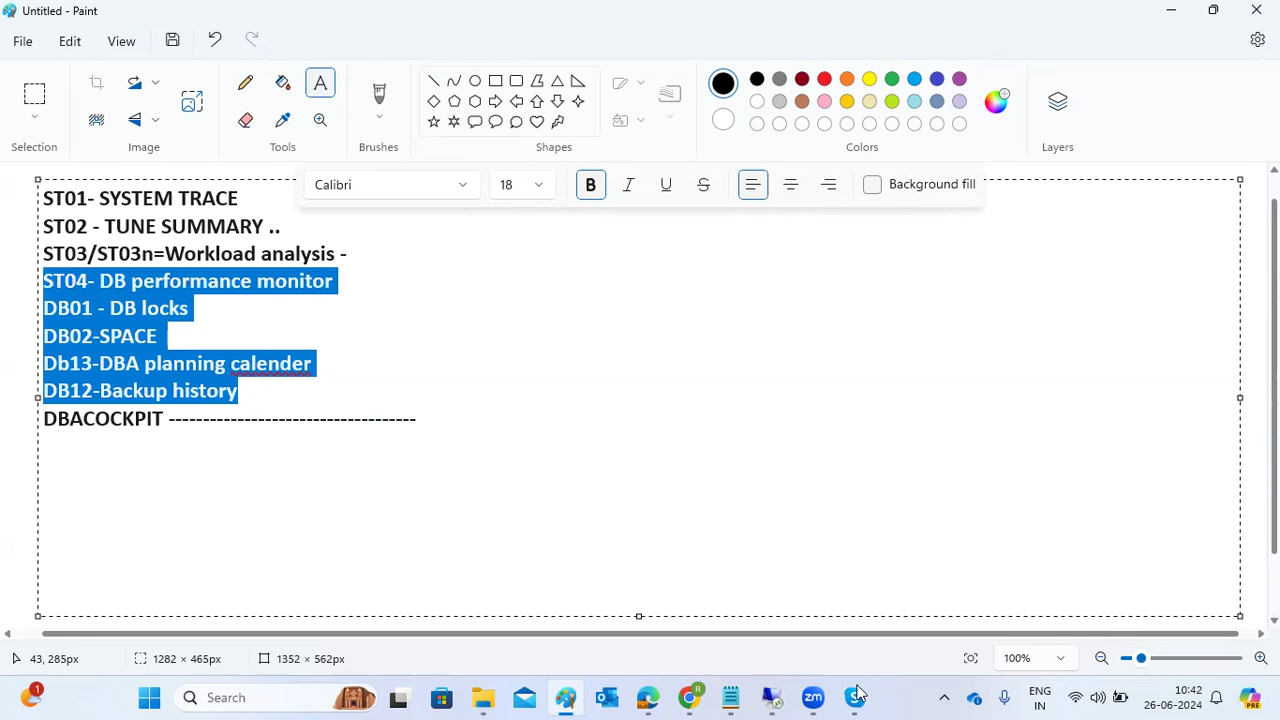 Untitled - Paint
File Edit View
Selection Image Tools Brushes Shapes Colors Layers
Calibri 18 B I U S Background fill
ST01- SYSTEM TRACE
ST02 - TUNE SUMMARY ..
ST03/ST03n=Workload analysis -
ST04- DB performance monitor
DB01 - DB locks
DB02-SPACE
Db13-DBA planning calender
DB12-Backup history
DBACOCKPIT ----------------------------------
43, 285px 1282 × 465px 1352 × 562px 100%
1 Search R ENG IN 10:42 26-06-2024 PRE